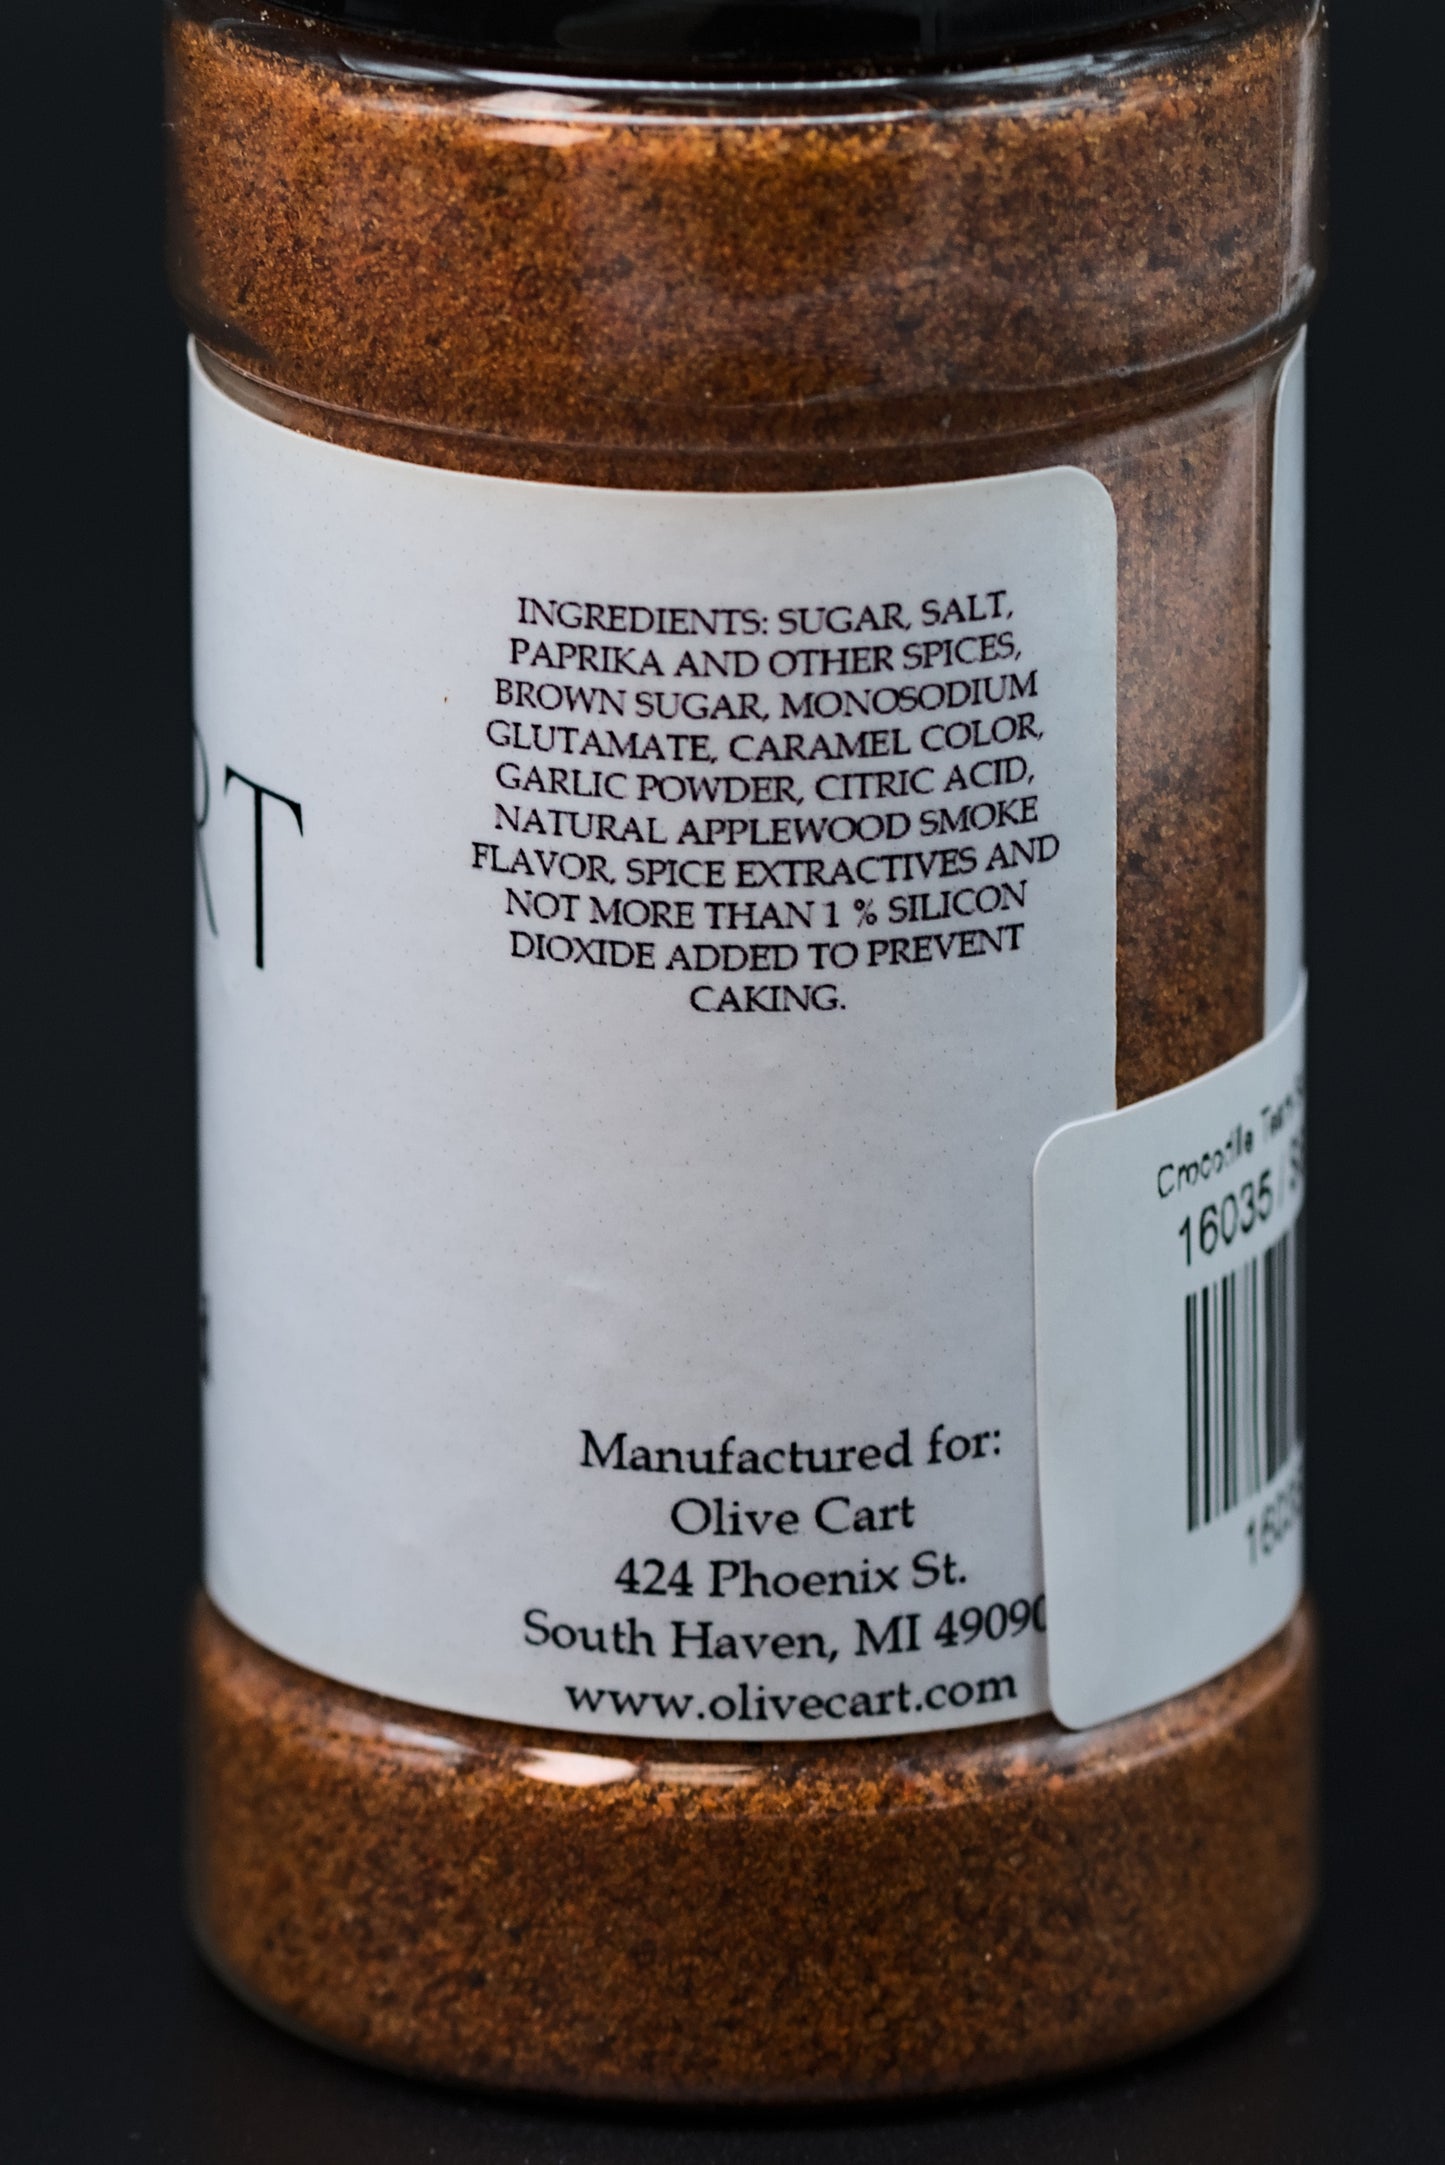 RT
INGREDIENTS: SUGAR, SALT,
PAPRIKA AND OTHER SPICES,
BROWN SUGAR, MONOSODIUM
GLUTAMATE, CARAMEL COLOR,
GARLIC POWDER, CITRIC ACID,
NATURAL APPLEWOOD SMOKE
FLAVOR, SPICE EXTRACTIVES AND
NOT MORE THAN 1 % SILICON
DIOXIDE ADDED TO PREVENT
CAKING.
Manufactured for:
Olive Cart
424 Phoenix St.
South Haven, MI 49090
www.olivecart.com
Crocodile
16035 /